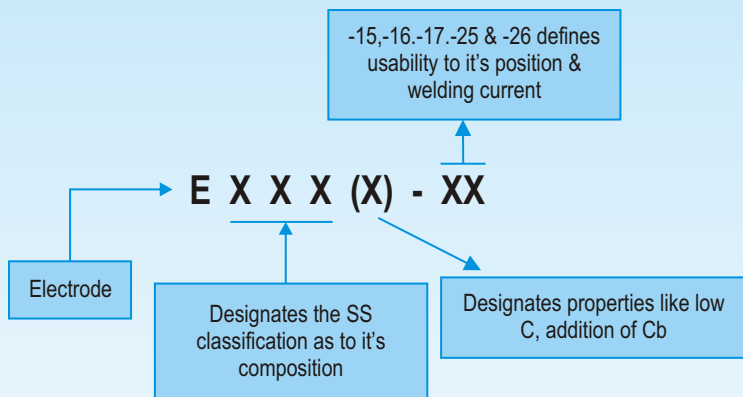 -15,-16.-17.-25 & -26 defines
usability to it's position &
welding current
E X X X (X) - XX
Electrode
Designates the SS
classification as to it's
composition
Designates properties like low
C, addition of Cb